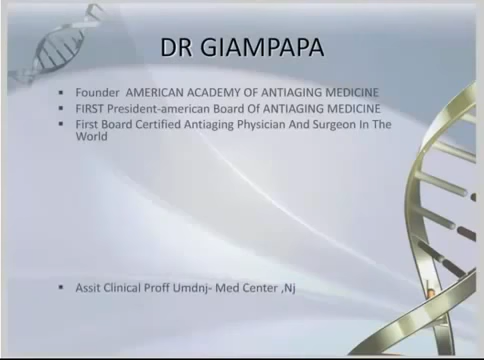 DR GIAMPAPA
▪ Founder AMERICAN ACADEMY OF ANTIAGING MEDICINE
▪ FIRST President-american Board Of ANTIAGING MEDICINE
▪ First Board Certified Antiaging Physician And Surgeon In The
World
▪ Assit Clinical Proff Umdnj- Med Center ,Nj